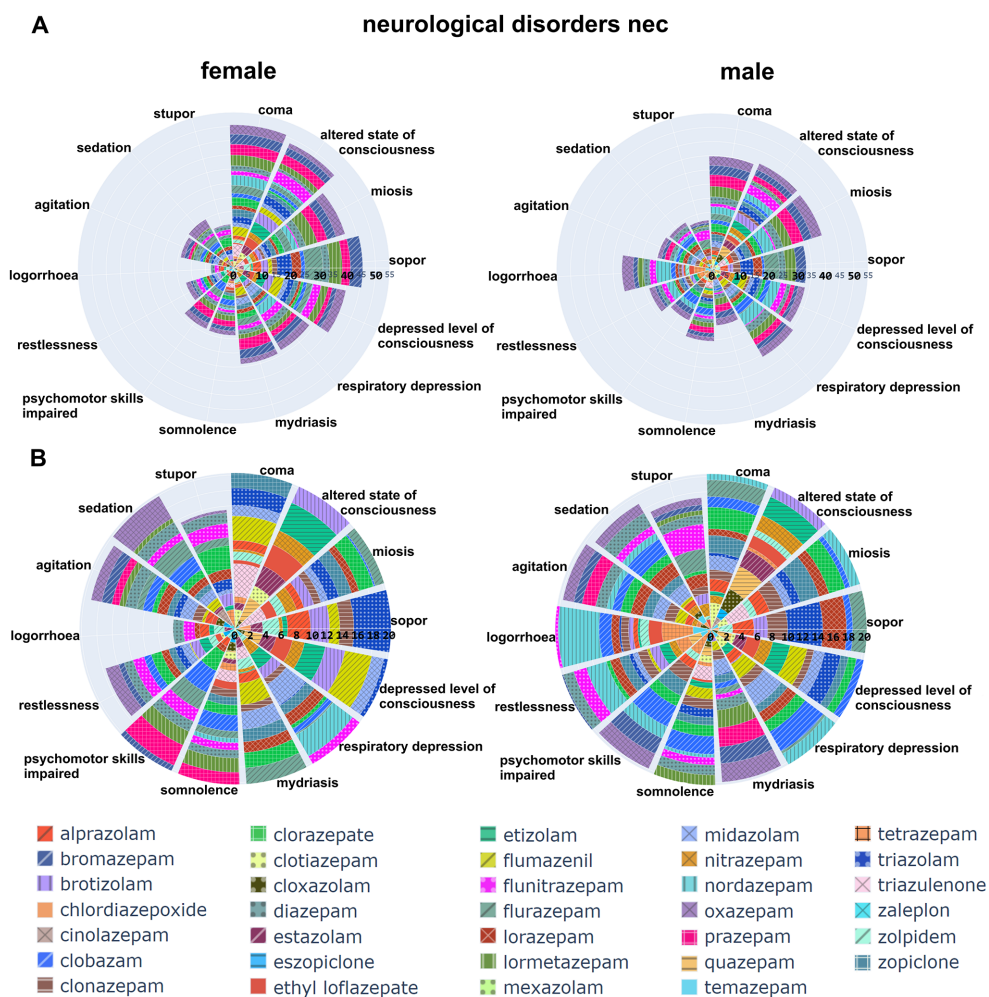 A
neurological disorders nec
female
male
stupor
coma
altered state of
consciousness
sedation
miosis
agitation
sopor
logorrhoea
0 10 20 25 30 35 40 45 50 55
depressed level of
consciousness
restlessness
respiratory depression
psychomotor skills
impaired
mydriasis
somnolence
stupor
coma
altered state of
consciousness
sedation
miosis
agitation
sopor
logorrhoea
0 10 20 25 30 35 40 45 50 55
depressed level of
consciousness
restlessness
respiratory depression
psychomotor skills
impaired
mydriasis
somnolence
B
stupor
coma
altered state of
consciousness
sedation
miosis
agitation
sopor
logorrhoea
0 2 4 6 8 10 12 14 16 18 20
depressed level of
consciousness
restlessness
respiratory depression
psychomotor skills
impaired
mydriasis
somnolence
stupor
coma
altered state of
consciousness
sedation
miosis
agitation
sopor
logorrhoea
0 2 4 6 8 10 12 14 16 18 20
depressed level of
consciousness
restlessness
respiratory depression
psychomotor skills
impaired
mydriasis
somnolence
alprazolam
bromazepam
brotizolam
chlordiazepoxide
cinolazepam
clobazam
clonazepam
clorazepate
clotiazepam
cloxazolam
diazepam
estazolam
eszopiclone
ethyl loflazepate
etizolam
flumazenil
flunitrazepam
flurazepam
lorazepam
lormetazepam
mexazolam
midazolam
nitrazepam
nordazepam
oxazepam
prazepam
quazepam
temazepam
tetrazepam
triazolam
triazulenone
zaleplon
zolpidem
zopiclone